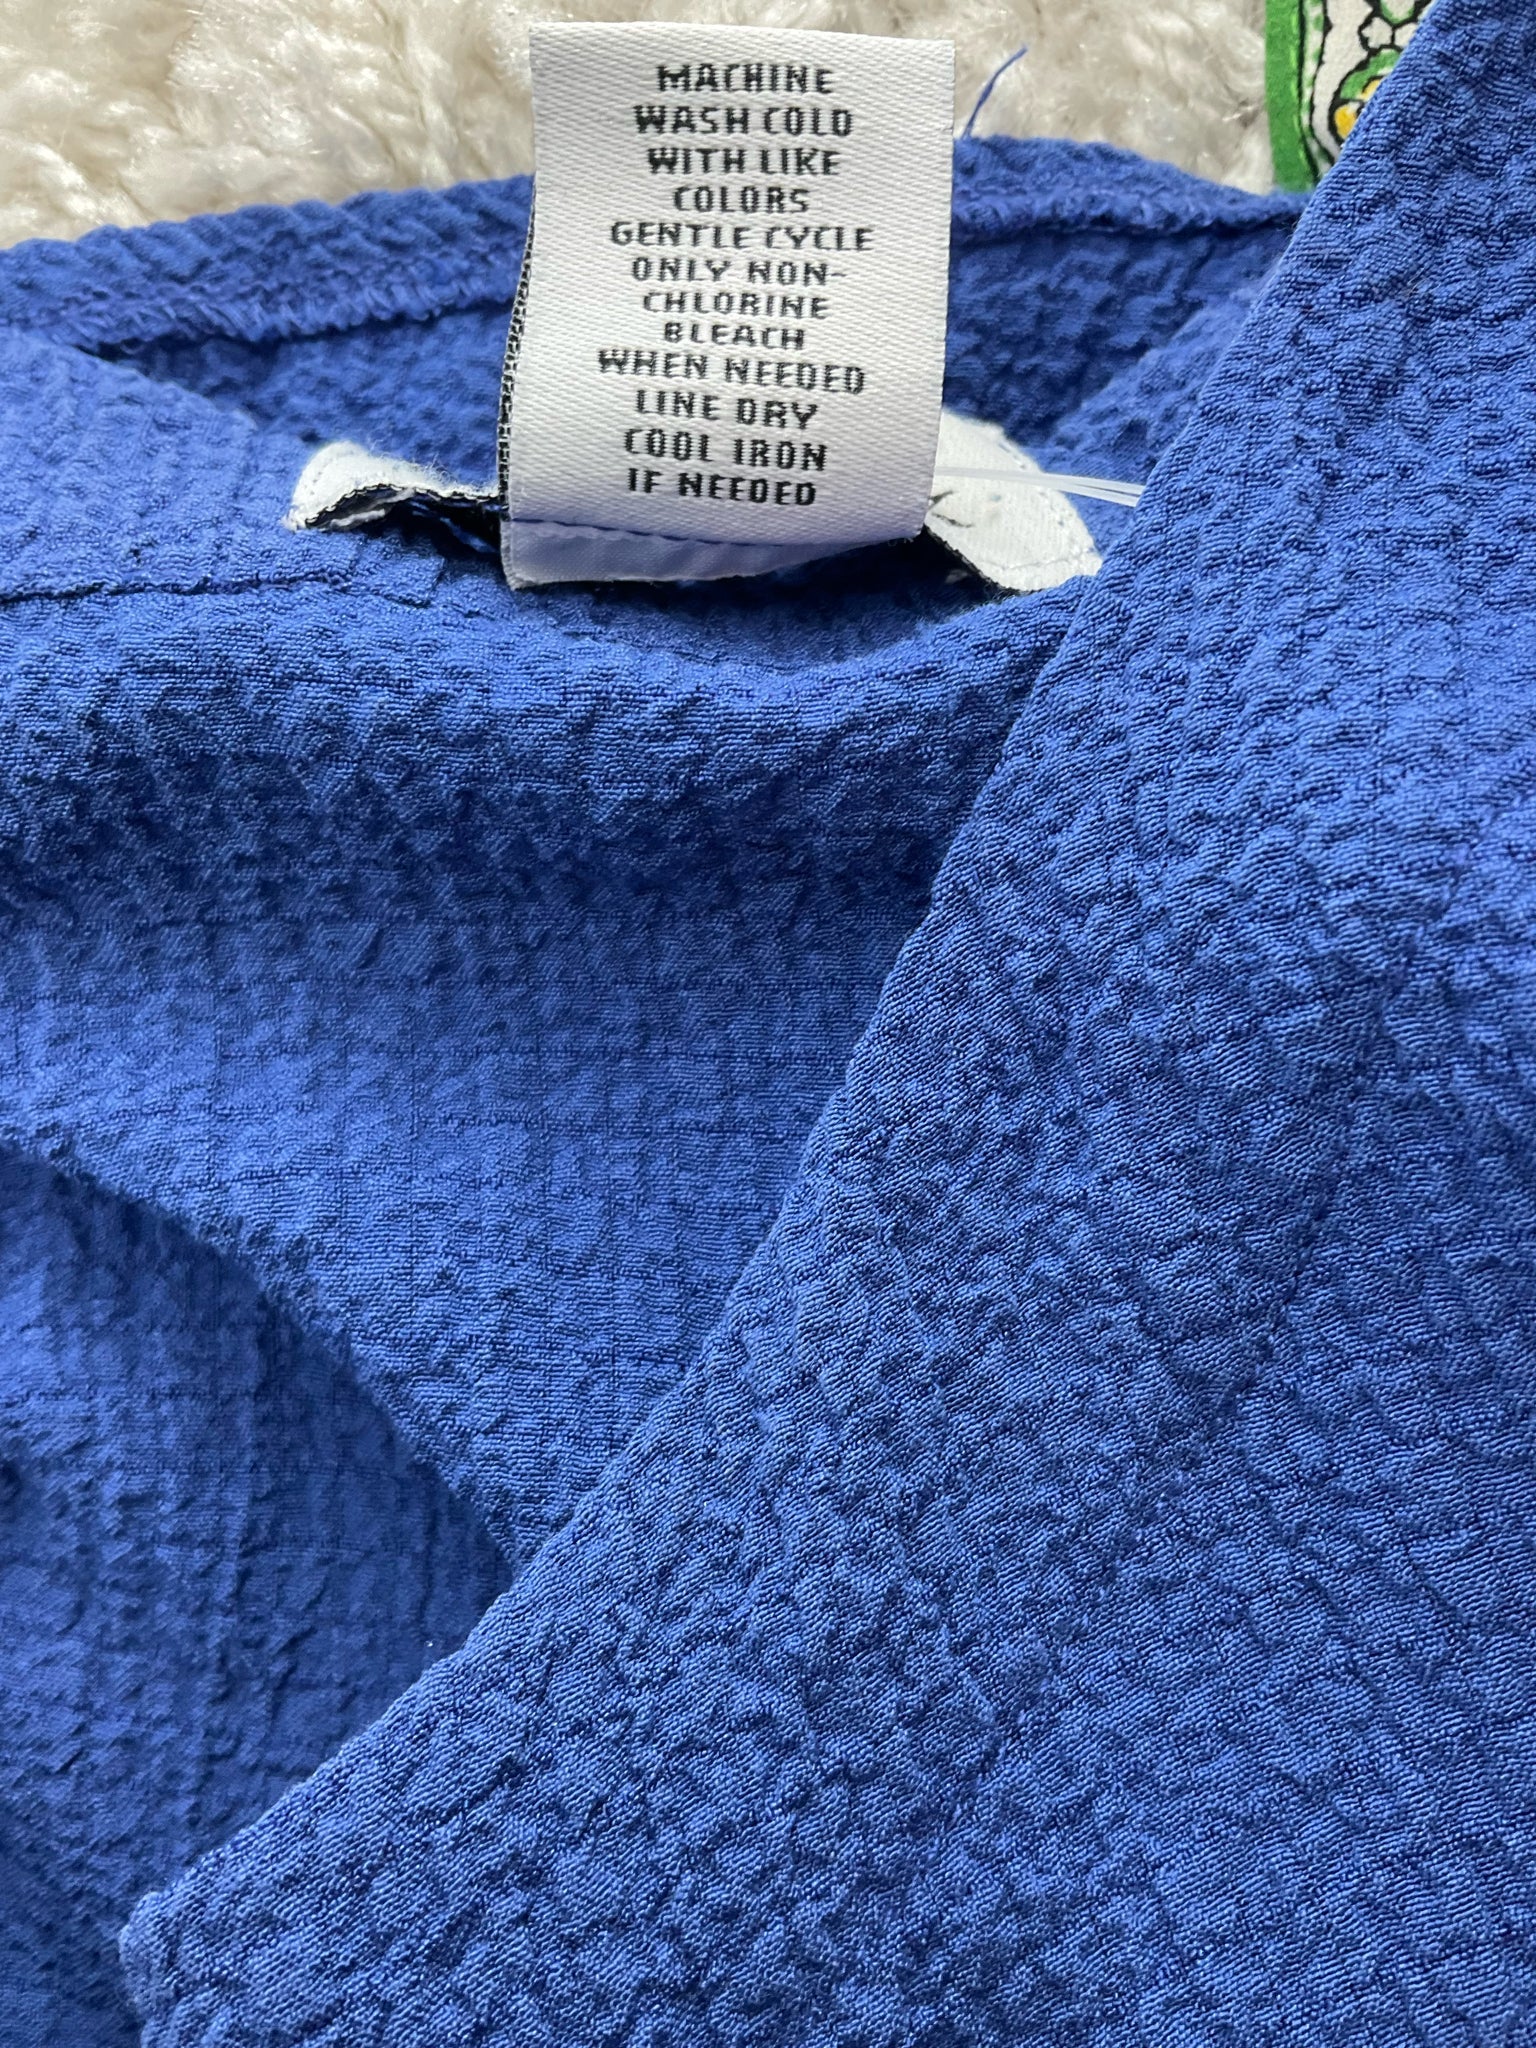 MACHINE
WASH COLD
WITH LIKE
COLORS
GENTLE CYCLE
ONLY NON-
CHLORINE
BLEACH
WHEN NEEDED
LINE DRY
COOL IRON
IF NEEDED